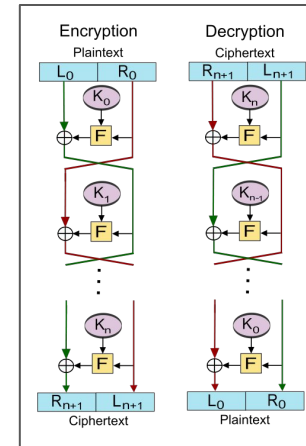 Encryption Decryption
Plaintext Ciphertext
L0 R0 Rn+1 Ln+1
K0 Kn
F F
K1 Kn-1
F F
Kn K0
F F
Rn+1 Ln+1 L0 R0
Ciphertext Plaintext